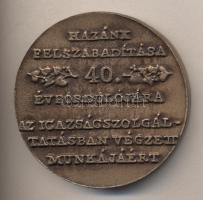 HAZÁNK
FELSZABADÍTÁSA
40.
ÉVFORDULÓJÁRA
AZ IGAZSÁGSZOLGÁL-
TATÁSBAN VÉGZETT
MUNKÁJÁÉRT